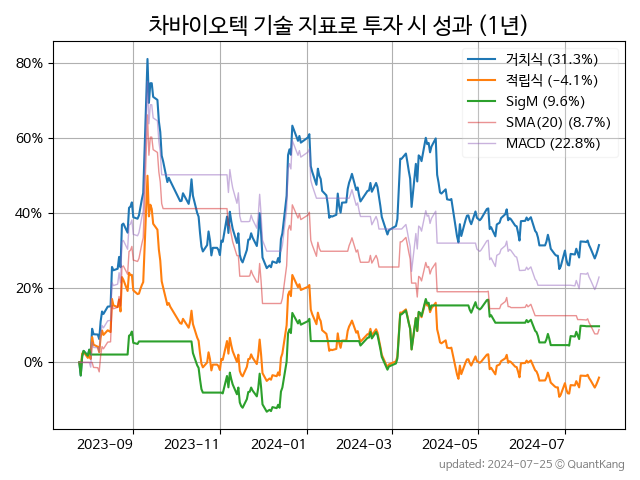 차바이오텍 기술 지표로 투자 시 성과 (1년)
80%
60%
40%
20%
0%
거치식 (31.3%)
적립식 (−4.1%)
SigM (9.6%)
SMA(20) (8.7%)
MACD (22.8%)
2023-09
2023-11
2024-01
2024-03
2024-05
2024-07
updated: 2024-07-25 © QuantKang